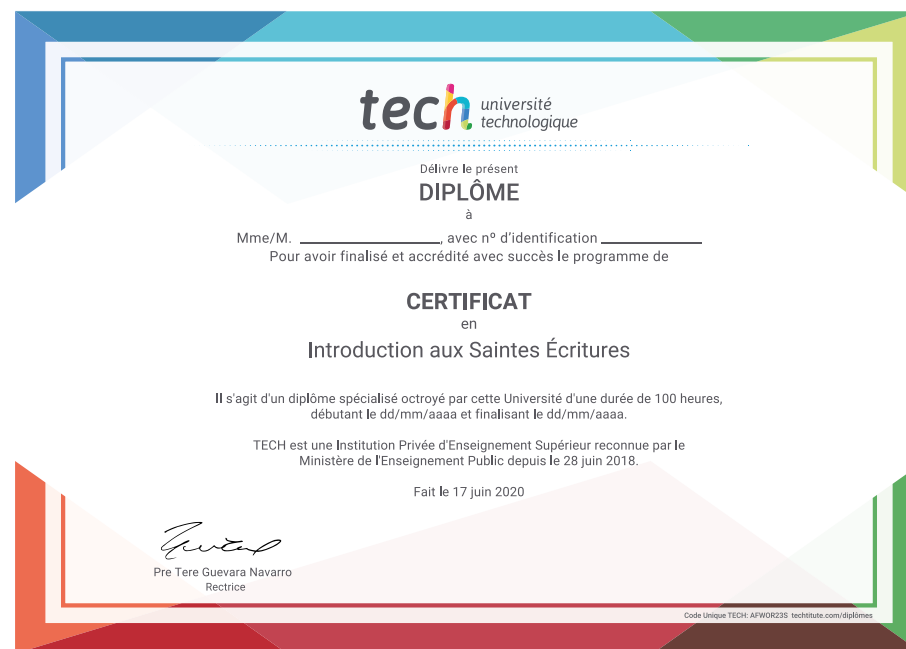 tech université
technologique
Délivre le présent
DIPLÔME
à
Mme/M. ____________, avec nº d'identification ____________
Pour avoir finalisé et accrédité avec succès le programme de
CERTIFICAT
en
Introduction aux Saintes Écritures
Il s'agit d'un diplôme spécialisé octroyé par cette Université d'une durée de 100 heures,
débutant le dd/mm/aaaa et finalisant le dd/mm/aaaa.
TECH est une Institution Privée d'Enseignement Supérieur reconnue par le
Ministère de l'Enseignement Public depuis le 28 juin 2018.
Fait le 17 juin 2020
Pre Tere Guevara Navarro
Rectrice
Code Unique TECH: AFWOR23S techtitute.com/diplômes